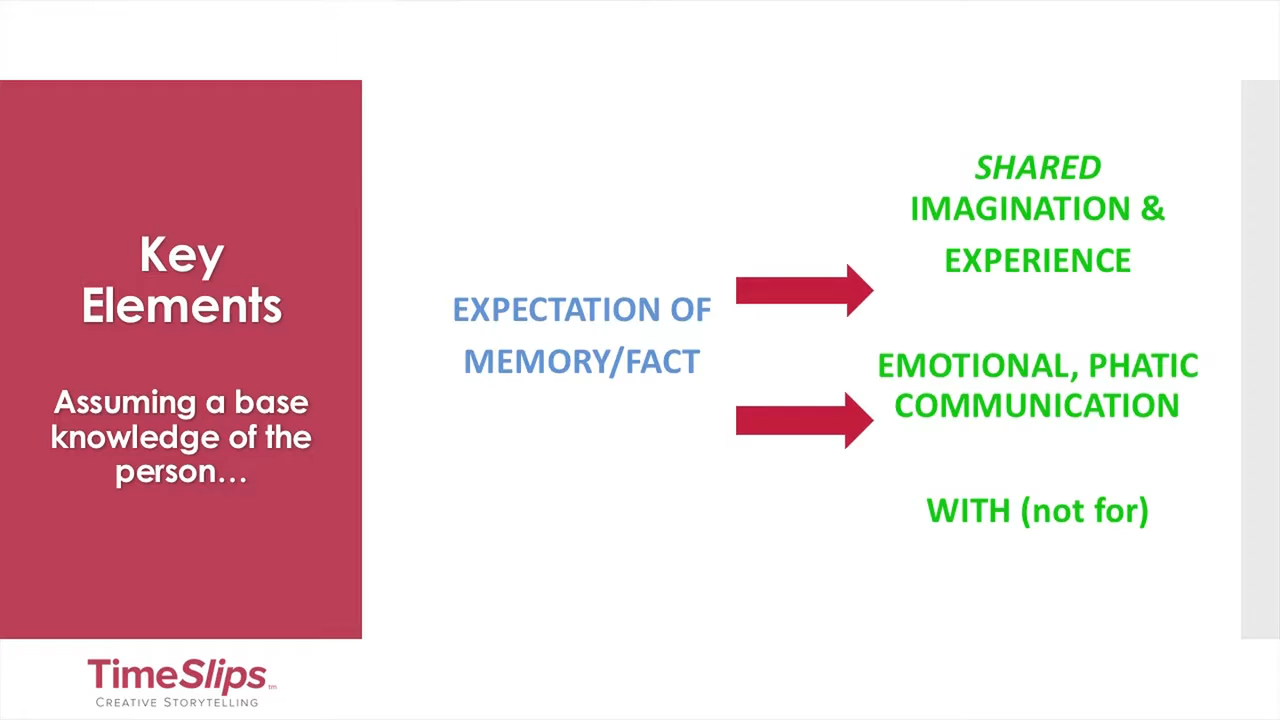 Key
Elements
Assuming a base
knowledge of the
person…
EXPECTATION OF
MEMORY/FACT
SHARED
IMAGINATION &
EXPERIENCE
EMOTIONAL, PHATIC
COMMUNICATION
WITH (not for)
TimeSlips™
CREATIVE STORYTELLING